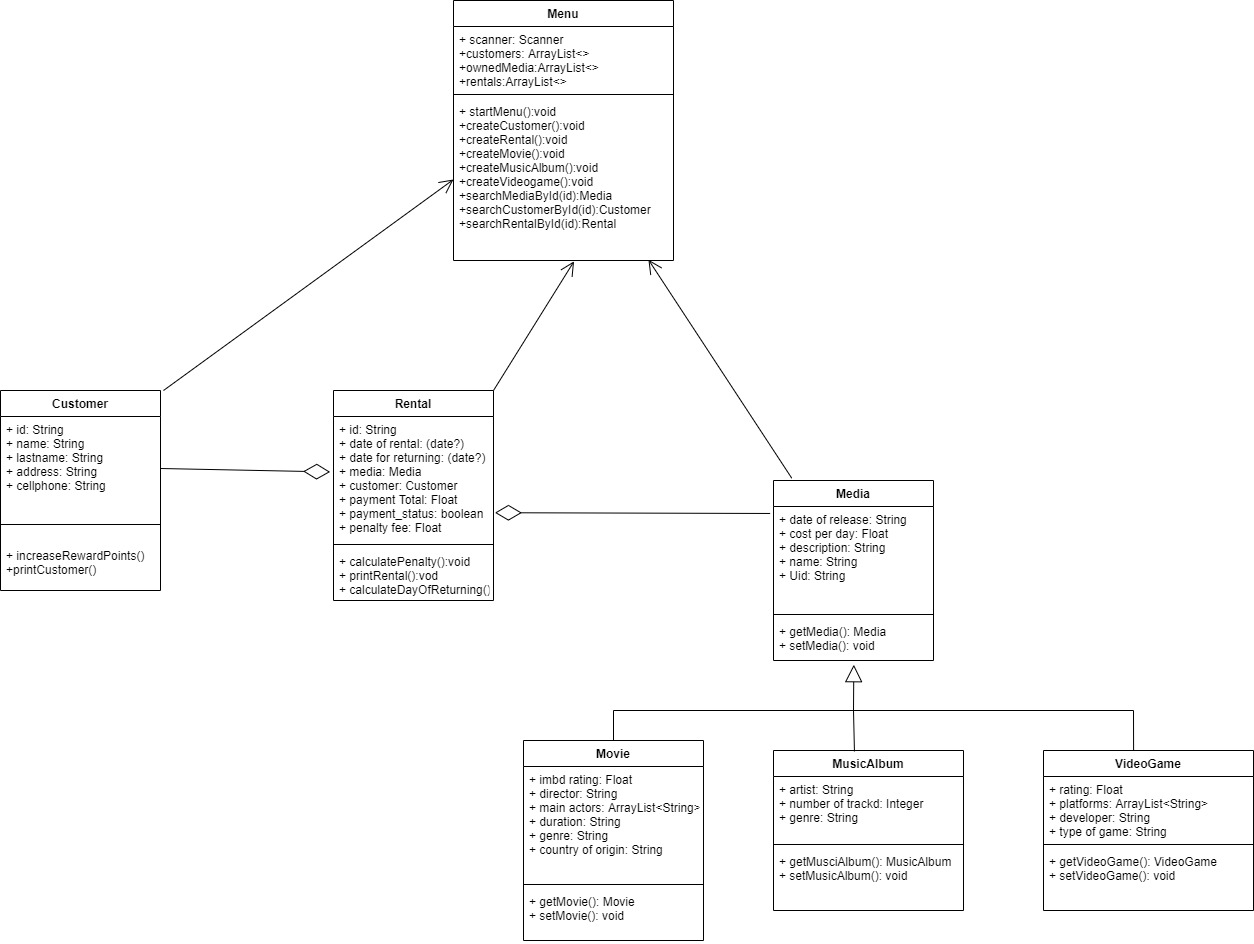 Menu
+ scanner: Scanner
+customers: ArrayList<>
+ownedMedia:ArrayList<>
+rentals:ArrayList<>
+ startMenu():void
+createCustomer():void
+createRental():void
+createMovie():void
+createMusicAlbum():void
+createVideogame():void
+searchMediaById(id):Media
+searchCustomerById(id):Customer
+searchRentalById(id):Rental
Customer
+ id: String
+ name: String
+ lastname: String
+ address: String
+ cellphone: String
+ increaseRewardPoints()
+printCustomer()
Rental
+ id: String
+ date of rental: (date?)
+ date for returning: (date?)
+ media: Media
+ customer: Customer
+ payment Total: Float
+ payment_status: boolean
+ penalty fee: Float
+ calculatePenalty():void
+ printRental():vod
+ calculateDayOfReturning()
Media
+ date of release: String
+ cost per day: Float
+ description: String
+ name: String
+ Uid: String
+ getMedia(): Media
+ setMedia(): void
Movie
+ imbd rating: Float
+ director: String
+ main actors: ArrayList<String>
+ duration: String
+ genre: String
+ country of origin: String
+ getMovie(): Movie
+ setMovie(): void
MusicAlbum
+ artist: String
+ number of trackd: Integer
+ genre: String
+ getMusciAlbum(): MusicAlbum
+ setMusicAlbum(): void
VideoGame
+ rating: Float
+ platforms: ArrayList<String>
+ developer: String
+ type of game: String
+ getVideoGame(): VideoGame
+ setVideoGame(): void